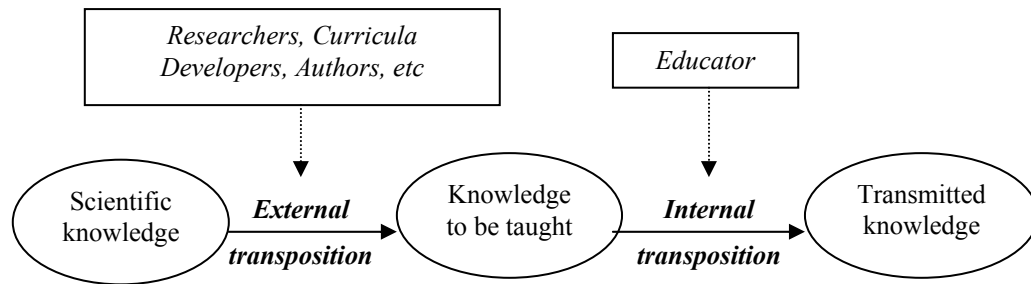 Researchers, Curricula
Developers, Authors, etc
Educator
Scientific
knowledge
External
transposition
Knowledge
to be taught
Internal
transposition
Transmitted
knowledge